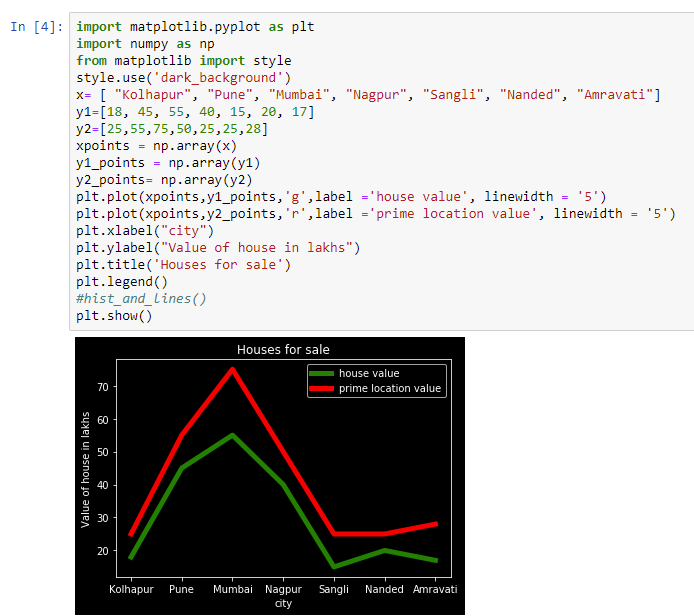 In [4]:
import matplotlib.pyplot as plt
import numpy as np
from matplotlib import style
style.use('dark_background')
x= [ "Kolhapur", "Pune", "Mumbai", "Nagpur", "Sangli", "Nanded", "Amravati"]
y1=[18, 45, 55, 40, 15, 20, 17]
y2=[25,55,75,50,25,25,28]
xpoints = np.array(x)
y1_points = np.array(y1)
y2_points= np.array(y2)
plt.plot(xpoints,y1_points,'g',label ='house value', linewidth = '5')
plt.plot(xpoints,y2_points,'r',label ='prime location value', linewidth = '5')
plt.xlabel("city")
plt.ylabel("Value of house in lakhs")
plt.title('Houses for sale')
plt.legend()
#hist_and_lines()
plt.show()
Houses for sale
house value
prime location value
Value of house in lakhs
70
60
50
40
30
20
Kolhapur Pune Mumbai Nagpur Sangli Nanded Amravati
city